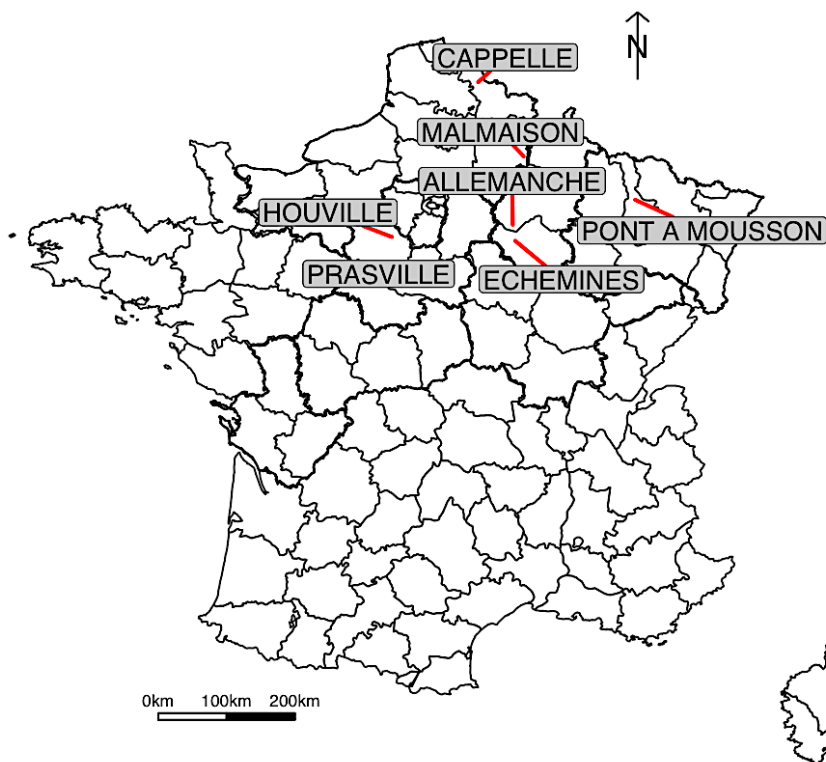 N
CAPPELLE
MALMAISON
ALLEMANCHE
HOUVILLE
PONT A MOUSSON
PRASVILLE
ECHEMINES
0km 100km 200km